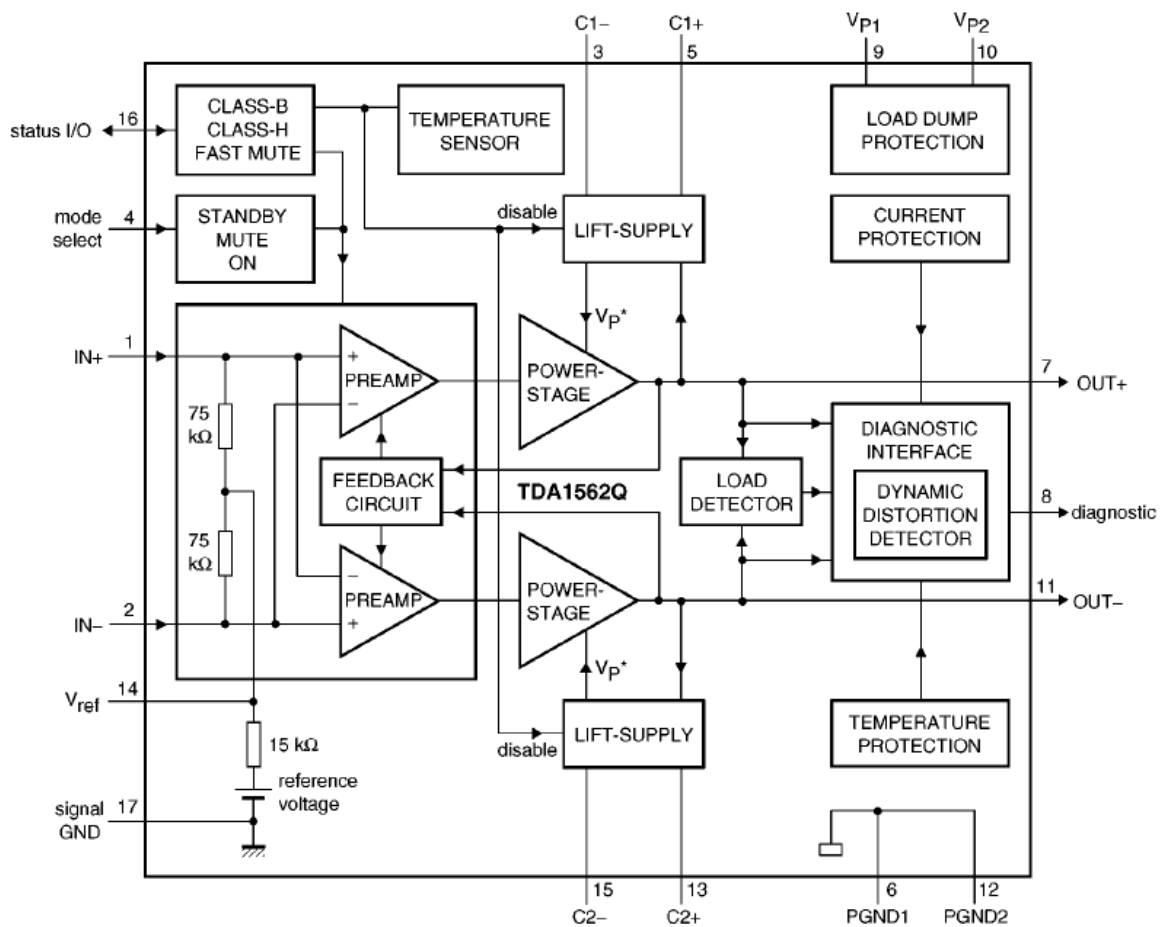 C1−
C1+
VP1
VP2
3
5
9
10
status I/O
16
CLASS-B
CLASS-H
FAST MUTE
TEMPERATURE
SENSOR
LOAD DUMP
PROTECTION
mode
select
4
STANDBY
MUTE
ON
disable
LIFT-SUPPLY
CURRENT
PROTECTION
VP*
IN+
1
+
PREAMP
−
POWER-
STAGE
7
OUT+
75
kΩ
FEEDBACK
CIRCUIT
TDA1562Q
LOAD
DETECTOR
DIAGNOSTIC
INTERFACE
DYNAMIC
DISTORTION
DETECTOR
8
diagnostic
75
kΩ
−
PREAMP
+
POWER-
STAGE
11
OUT−
IN−
2
VP*
Vref
14
15 kΩ
disable
LIFT-SUPPLY
TEMPERATURE
PROTECTION
reference
voltage
signal
GND
17
15
13
6
12
C2−
C2+
PGND1
PGND2